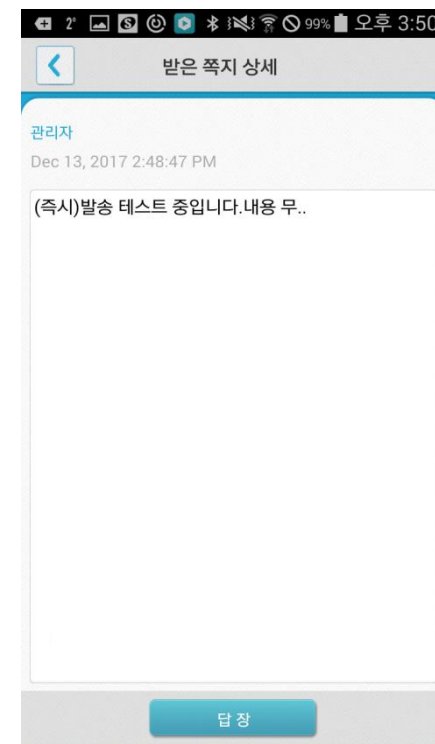 2° 99% 오후 3:50
받은 쪽지 상세
관리자
Dec 13, 2017 2:48:47 PM
(즉시)발송 테스트 중입니다.내용 무..
답 장